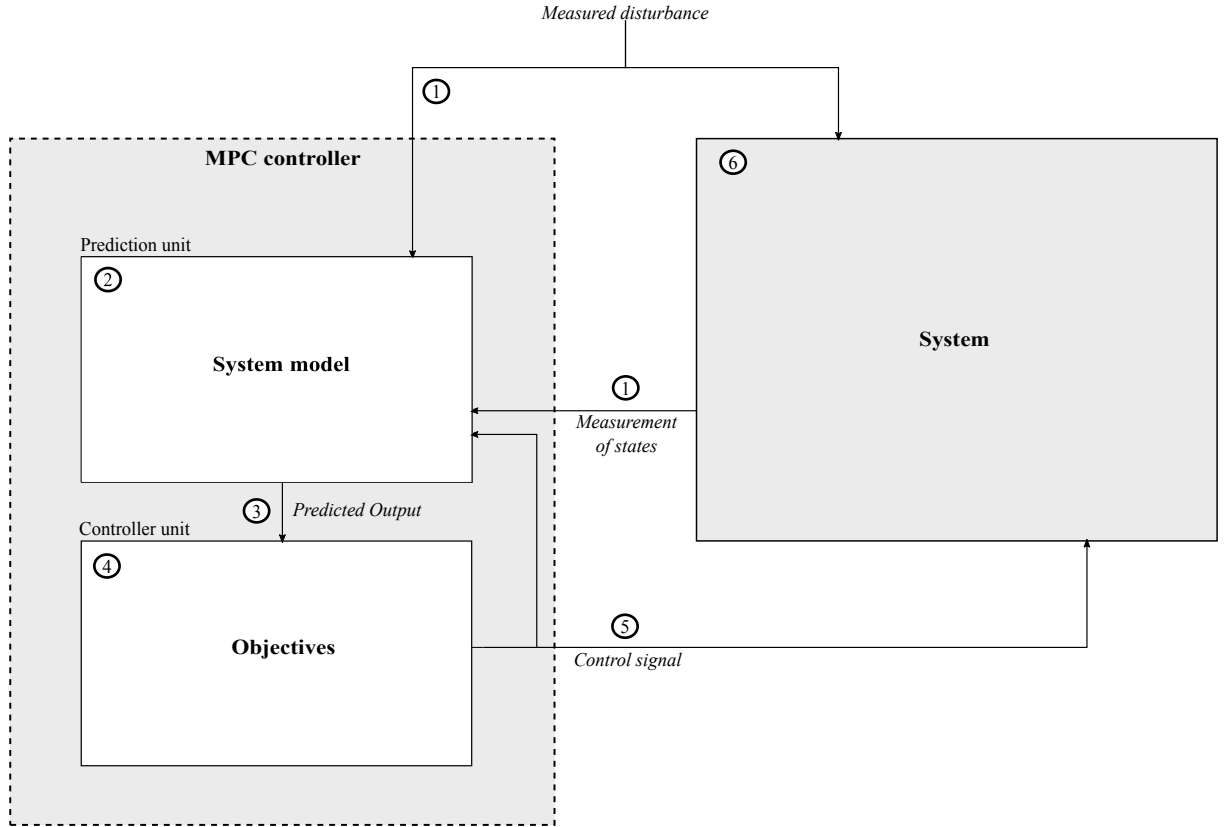 Measured disturbance
1
MPC controller
6
Prediction unit
2
System model
System
1
Measurement
of states
3
Predicted Output
Controller unit
4
Objectives
5
Control signal